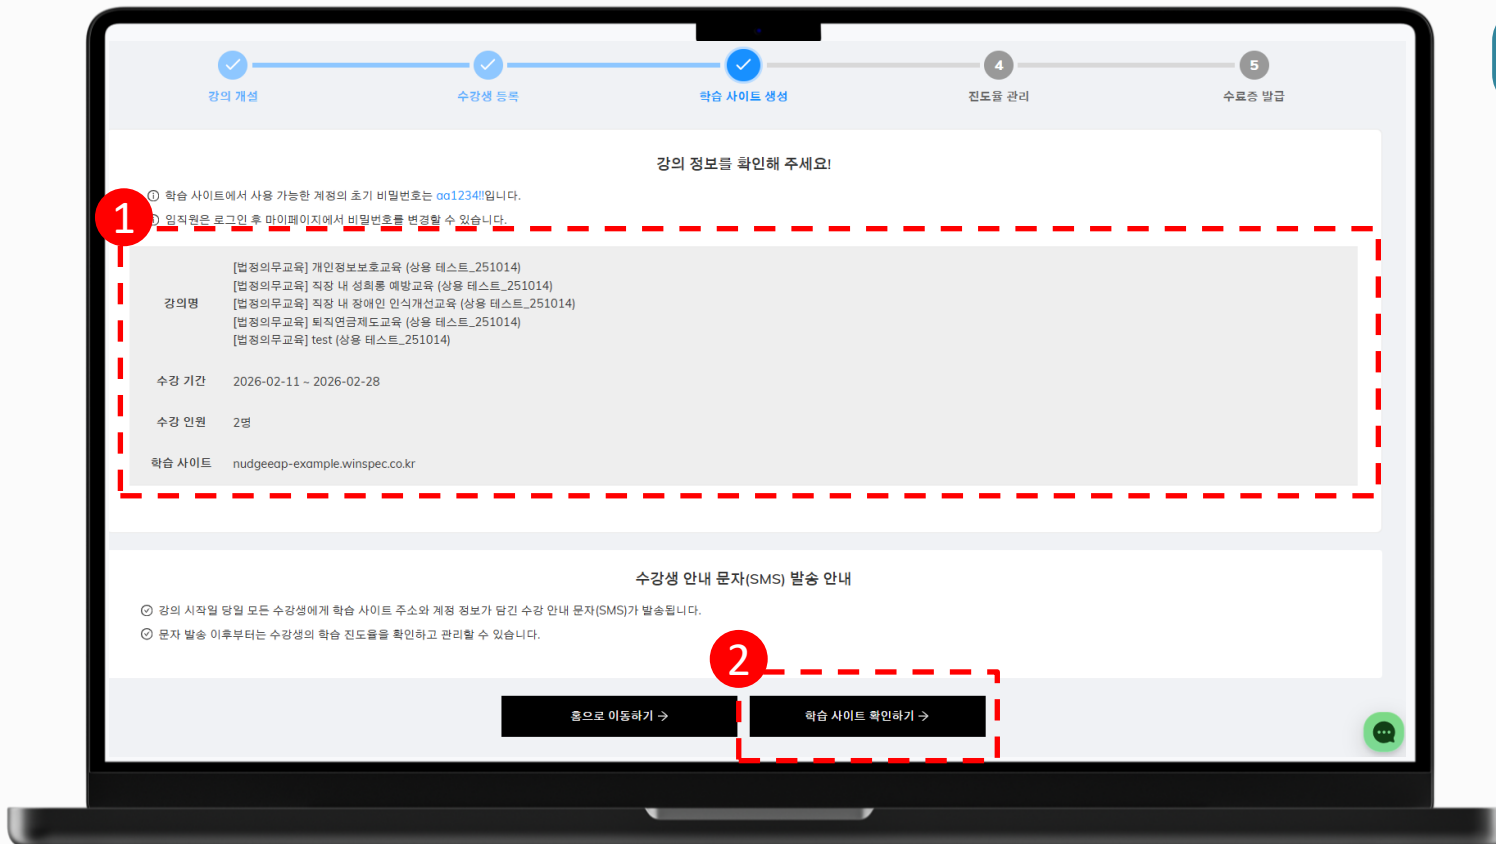 4
5
강의 개설
수강생 등록
학습 사이트 생성
진도율 관리
수료증 발급
강의 정보를 확인해 주세요!
학습 사이트에서 사용 가능한 계정의 초기 비밀번호는 aa1234!!입니다.
1
임직원은 로그인 후 마이페이지에서 비밀번호를 변경할 수 있습니다.
강의명
[법정의무교육] 개인정보보호교육 (상용 테스트_251014)
[법정의무교육] 직장 내 성희롱 예방교육 (상용 테스트_251014)
[법정의무교육] 직장 내 장애인 인식개선교육 (상용 테스트_251014)
[법정의무교육] 퇴직연금제도교육 (상용 테스트_251014)
[법정의무교육] test (상용 테스트_251014)
수강 기간 2026-02-11 ~ 2026-02-28
수강 인원 2명
학습 사이트 nudgeeap-example.winspec.co.kr
수강생 안내 문자(SMS) 발송 안내
강의 시작일 당일 모든 수강생에게 학습 사이트 주소와 계정 정보가 담긴 수강 안내 문자(SMS)가 발송됩니다.
문자 발송 이후부터는 수강생의 학습 진도율을 확인하고 관리할 수 있습니다.
2
홈으로 이동하기 →
학습 사이트 확인하기 →